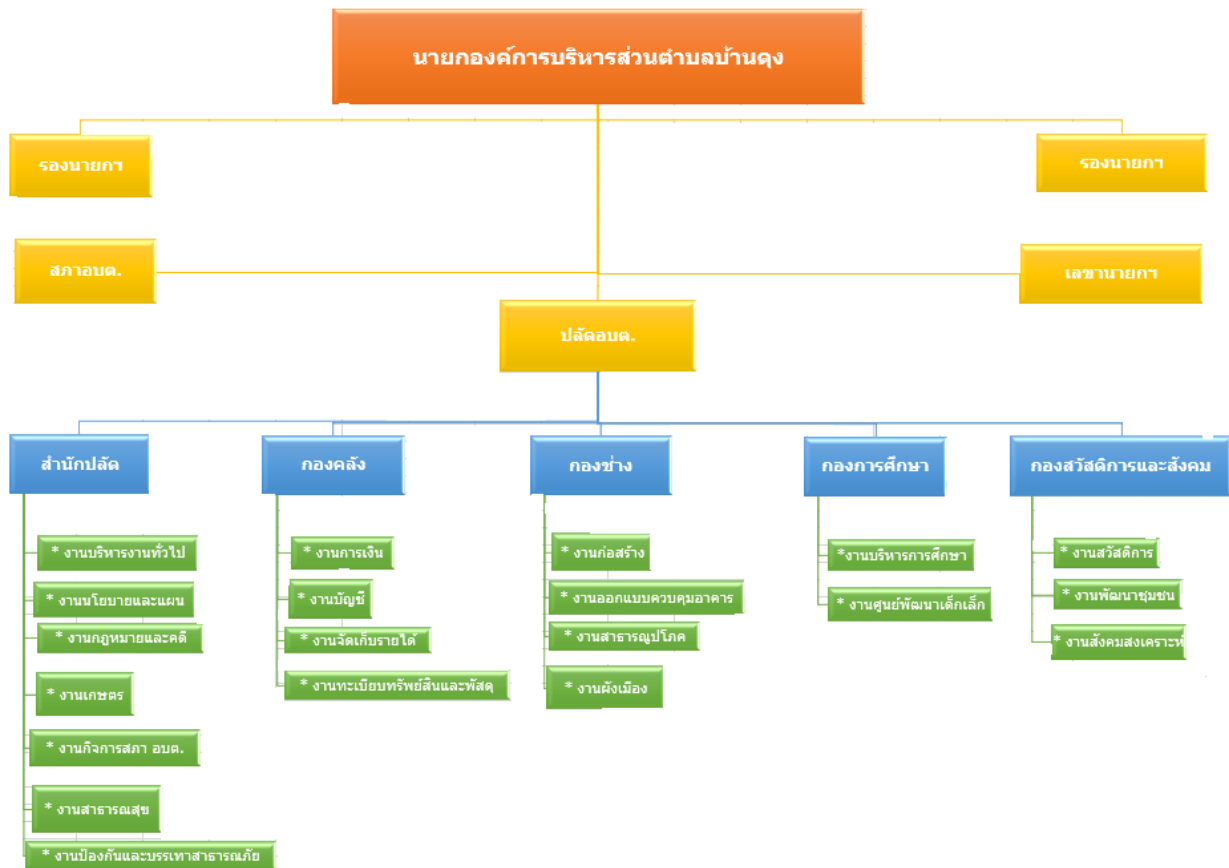 นายกองค์การบริหารส่วนตำบลบ้านดุง
รองนายกฯ
รองนายกฯ
สภาอบต.
เลขานายกฯ
ปลัดอบต.
สำนักปลัด
กองคลัง
กองช่าง
กองการศึกษา
กองสวัสดิการและสังคม
* งานบริหารงานทั่วไป
* งานนโยบายและแผน
* งานกฎหมายและคดี
* งานเกษตร
* งานกิจการสภา อบต.
* งานสาธารณสุข
* งานป้องกันและบรรเทาสาธารณภัย
* งานการเงิน
* งานบัญชี
* งานจัดเก็บรายได้
* งานทะเบียบทรัพย์สินและพัสดุ
* งานก่อสร้าง
* งานออกแบบควบคุมอาคาร
* งานสาธารณูปโภค
* งานผังเมือง
*งานบริหารการศึกษา
* งานศูนย์พัฒนาเด็กเล็ก
* งานสวัสดิการ
* งานพัฒนาชุมชน
* งานสังคมสงเคราะห์